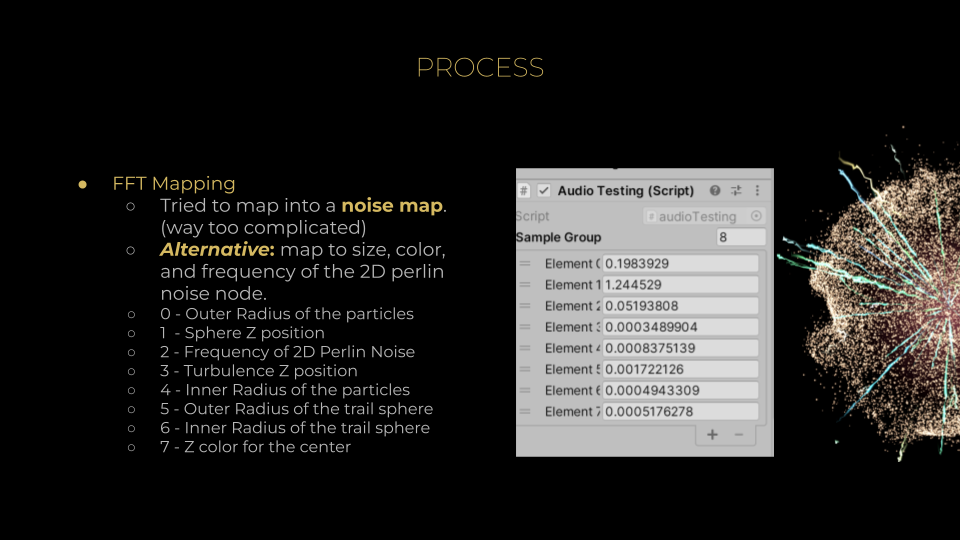 PROCESS
● FFT Mapping
○ Tried to map into a noise map.
(way too complicated)
○ Alternative: map to size, color,
and frequency of the 2D perlin
noise node.
○ 0 - Outer Radius of the particles
○ 1 - Sphere Z position
○ 2 - Frequency of 2D Perlin Noise
○ 3 - Turbulence Z position
○ 4 - Inner Radius of the particles
○ 5 - Outer Radius of the trail sphere
○ 6 - Inner Radius of the trail sphere
○ 7 - Z color for the center
# Audio Testing (Script)
Script # audioTesting
Sample Group 8
Element 0 0.1983929
Element 1 1.244529
Element 2 0.05193808
Element 3 0.0003489904
Element 4 0.0008375139
Element 5 0.001722126
Element 6 0.0004943309
Element 7 0.0005176278
+ −